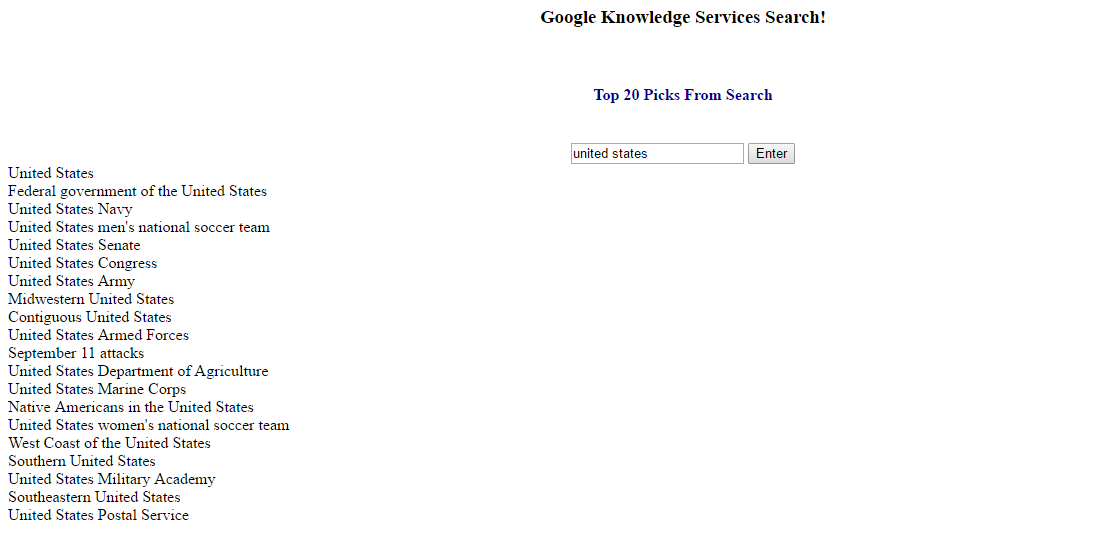 Google Knowledge Services Search!
Top 20 Picks From Search
united states Enter
United States
Federal government of the United States
United States Navy
United States men's national soccer team
United States Senate
United States Congress
United States Army
Midwestern United States
Contiguous United States
United States Armed Forces
September 11 attacks
United States Department of Agriculture
United States Marine Corps
Native Americans in the United States
United States women's national soccer team
West Coast of the United States
Southern United States
United States Military Academy
Southeastern United States
United States Postal Service